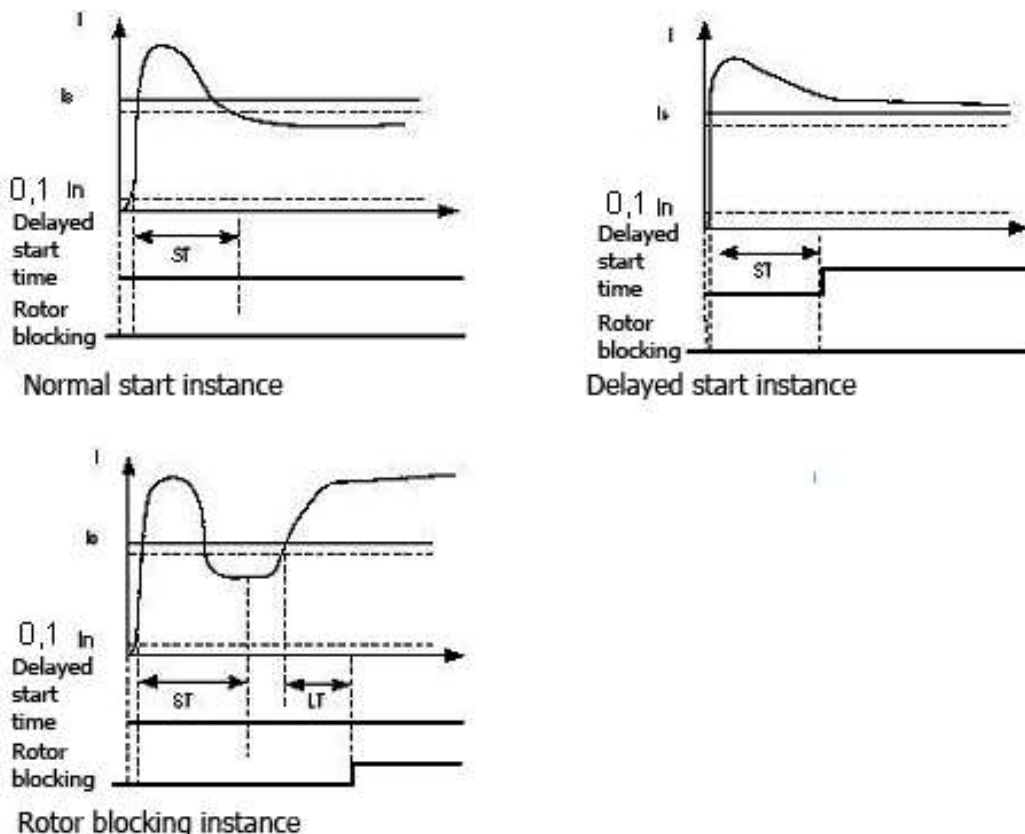 I
Is
0,1 In
Delayed
start
time
ST
Rotor
blocking
Normal start instance
I
Is
0,1 In
Delayed
start
time
ST
Rotor
blocking
Delayed start instance
I
0,1 In
Delayed
start
time
ST
LT
Rotor
blocking
Rotor blocking instance